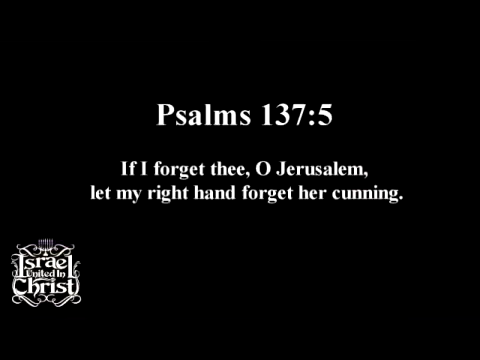 Psalms 137:5
If I forget thee, O Jerusalem,
let my right hand forget her cunning.
Israel
United In
Christ